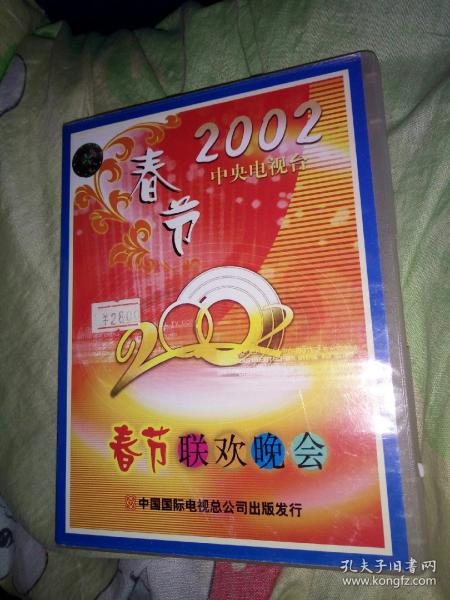 2002
中央电视台
春节
¥28.00
2002
春节联欢晚会
中国国际电视总公司出版发行
孔夫子旧书网
www.kongfz.com